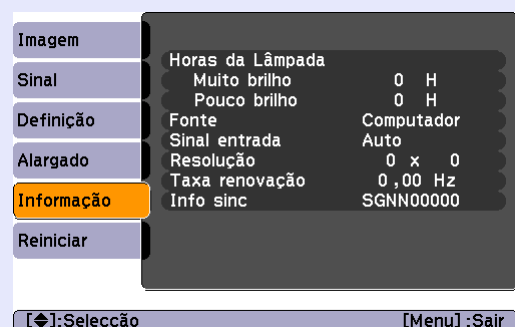 Imagem
Sinal
Definição
Alargado
Informação
Reiniciar
Horas da Lâmpada
Muito brilho 0 H
Pouco brilho 0 H
Fonte Computador
Sinal entrada Auto
Resolução 0 x 0
Taxa renovação 0,00 Hz
Info sinc SGNN00000
[◆]:Selecção [Menu] :Sair